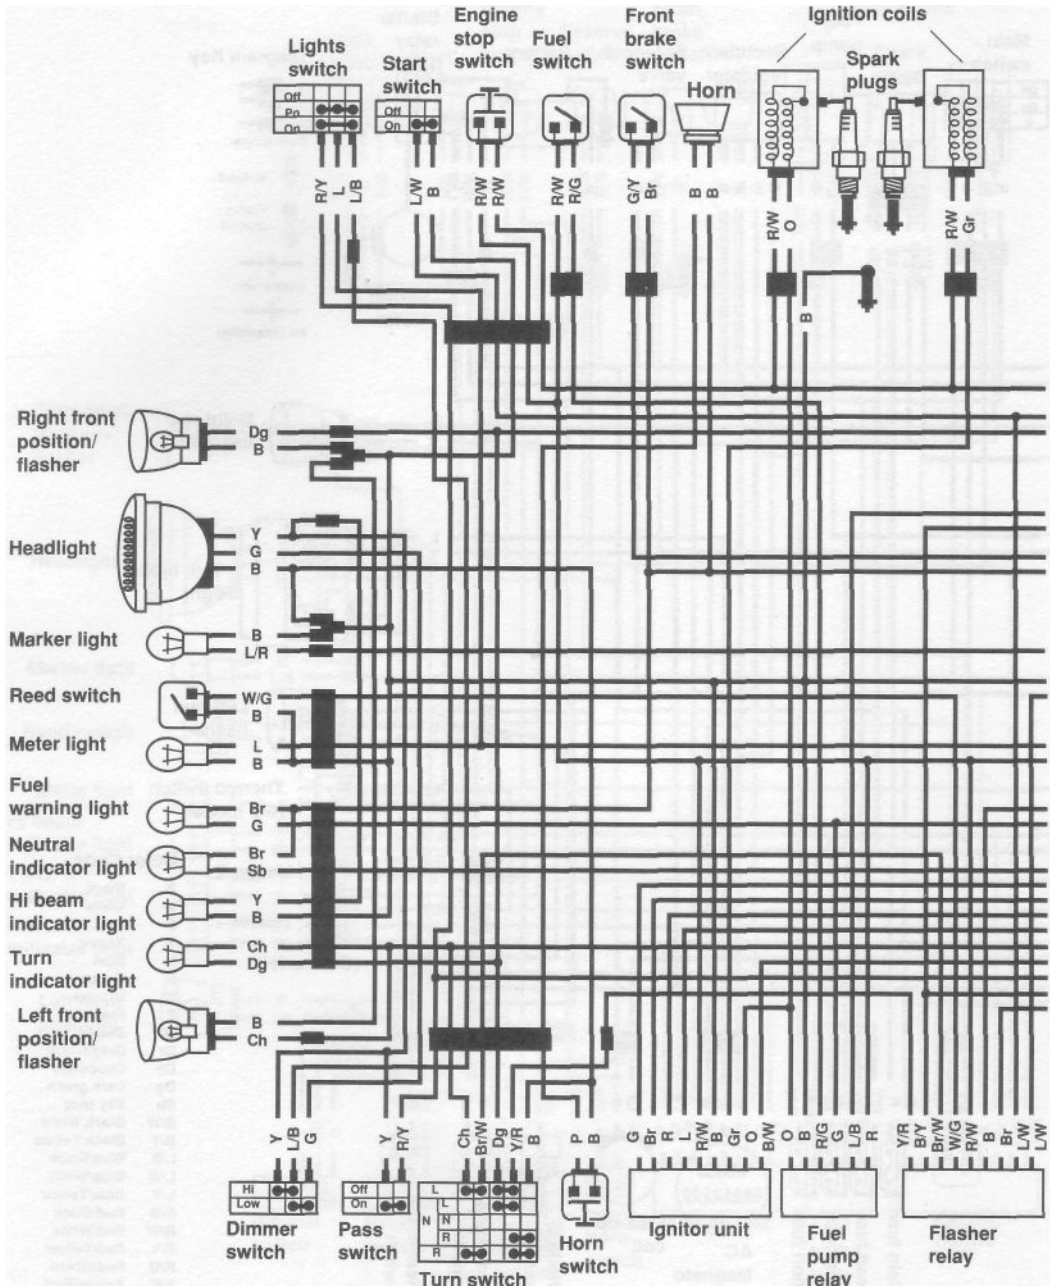 Lights switch
Off
Po
On
Start switch
Off
On
Engine stop switch
Fuel switch
Front brake switch
Horn
Ignition coils
Spark plugs
R/Y
L
L/B
L/W
B
R/W
R/W
R/W
R/G
G/Y
Br
B
B
R/W
O
R/W
Gr
B
Right front position/ flasher
Dg
B
Headlight
Y
G
B
Marker light
B
L/R
Reed switch
W/G
B
Meter light
L
B
Fuel warning light
Br
G
Neutral indicator light
Br
Sb
Hi beam indicator light
Y
B
Turn indicator light
Ch
Dg
Left front position/ flasher
B
Ch
Y
L/B
G
Y
R/Y
Ch
Br/W
Dg
Y/R
B
P
B
G
Br
R
L
R/W
B
Gr
O
R/W
O
B
R/G
G
L/B
R
Y/R
B/Y
Br/W
W/G
R/W
B
Br
L/W
L/W
Hi
Low
Dimmer switch
Off
On
Pass switch
L
L
N
N
R
R
Turn switch
Horn switch
Ignitor unit
Fuel pump relay
Flasher relay